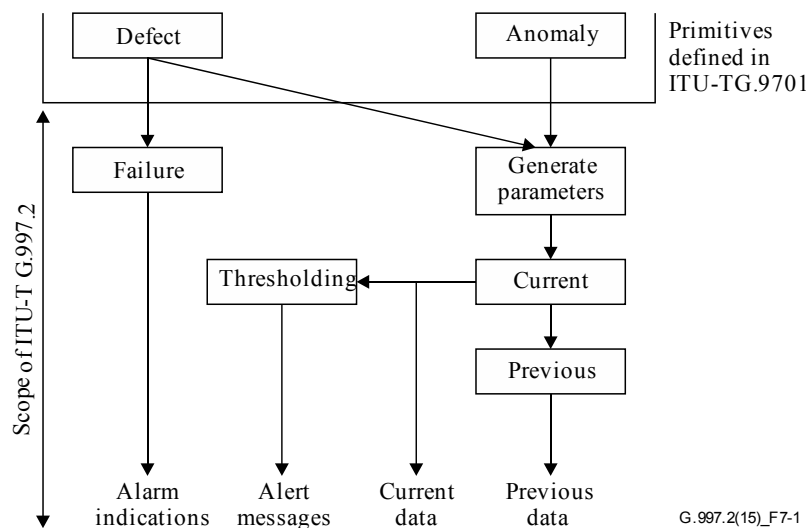 Defect
Anomaly
Primitives
defined in
ITU-TG.9701
Failure
Generate
parameters
Scope of ITU-T G.997.2
Thresholding
Current
Previous
Alarm
indications
Alert
messages
Current
data
Previous
data
G.997.2(15)_F7-1